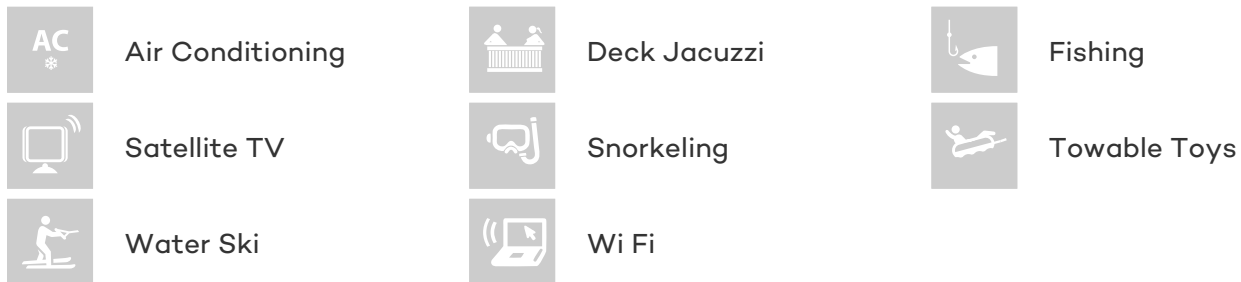 AC
Air Conditioning
Deck Jacuzzi
Fishing
Satellite TV
Snorkeling
Towable Toys
Water Ski
Wi Fi